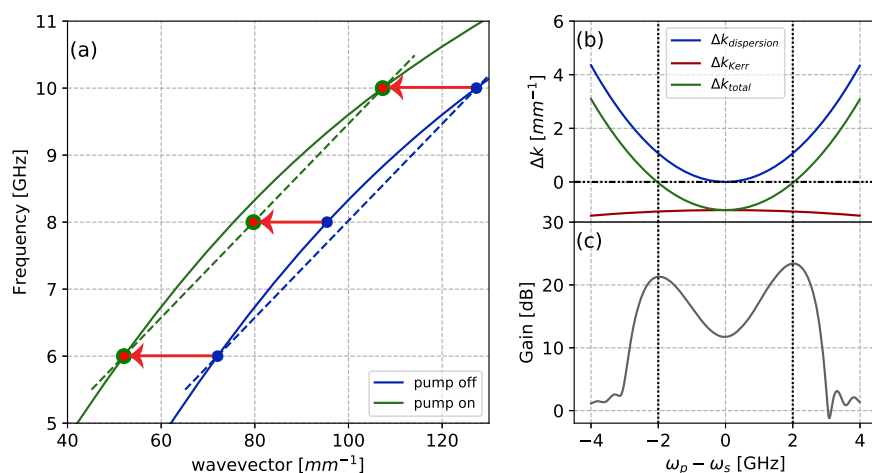 (a)
11
10
9
8
7
6
5
Frequency [GHz]
40
60
80
100
120
wavevector [mm⁻¹]
pump off
pump on
(b)
6
4
2
0
Δk [mm⁻¹]
Δk_dispersion
Δk_Kerr
Δk_total
(c)
30
20
10
0
Gain [dB]
−4
−2
0
2
4
ω_p − ω_s [GHz]